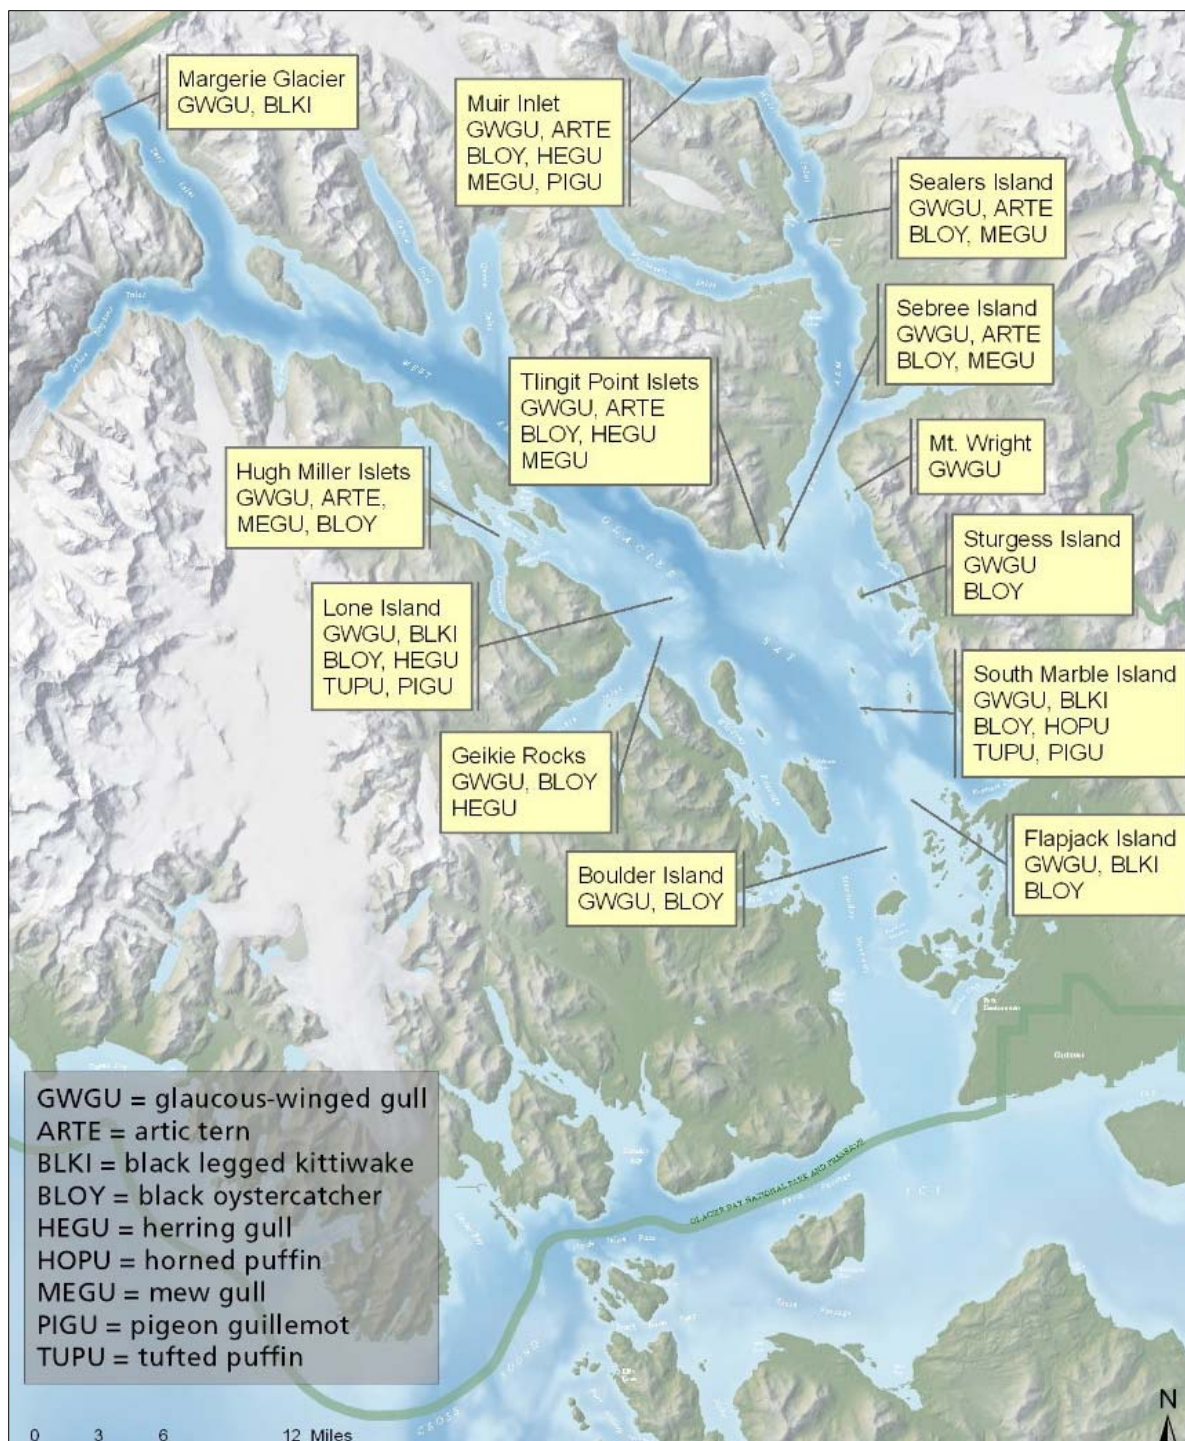 Margerie Glacier
GWGU, BLKI
Muir Inlet
GWGU, ARTE
BLOY, HEGU
MEGU, PIGU
Sealers Island
GWGU, ARTE
BLOY, MEGU
Sebree Island
GWGU, ARTE
BLOY, MEGU
Tlingit Point Islets
GWGU, ARTE
BLOY, HEGU
MEGU
Mt. Wright
GWGU
Hugh Miller Islets
GWGU, ARTE,
MEGU, BLOY
Sturgess Island
GWGU
BLOY
Lone Island
GWGU, BLKI
BLOY, HEGU
TUPU, PIGU
South Marble Island
GWGU, BLKI
BLOY, HOPU
TUPU, PIGU
Geikie Rocks
GWGU, BLOY
HEGU
Flapjack Island
GWGU, BLKI
BLOY
Boulder Island
GWGU, BLOY
WEST
GLACIER
BAY
GLACIER BAY NATIONAL PARK AND PRESERVE
ICY
CROSS
SOUND
GWGU = glaucous-winged gull
ARTE = artic tern
BLKI = black legged kittiwake
BLOY = black oystercatcher
HEGU = herring gull
HOPU = horned puffin
MEGU = mew gull
PIGU = pigeon guillemot
TUPU = tufted puffin
0 3 6 12 Miles
N